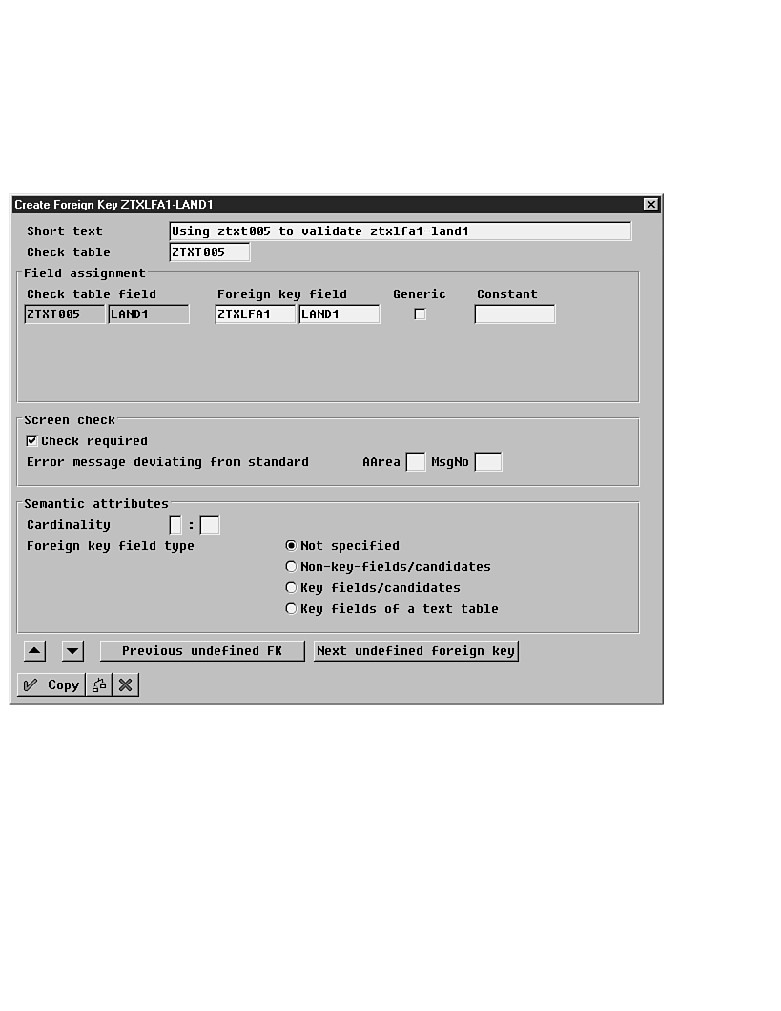 Create Foreign Key ZTXLFA1-LAND1
Short text Using ztxt005 to validate ztxlfa1-land1
Check table ZTXT005
Field assignment
Check table field Foreign key field Generic Constant
ZTXT005 LAND1 ZTXLFA1 LAND1
Screen check
Check required
Error message deviating from standard AArea MsgNo
Semantic attributes
Cardinality :
Foreign key field type Not specified
Non-key-fields/candidates
Key fields/candidates
Key fields of a text table
Previous undefined FK Next undefined foreign key
Copy